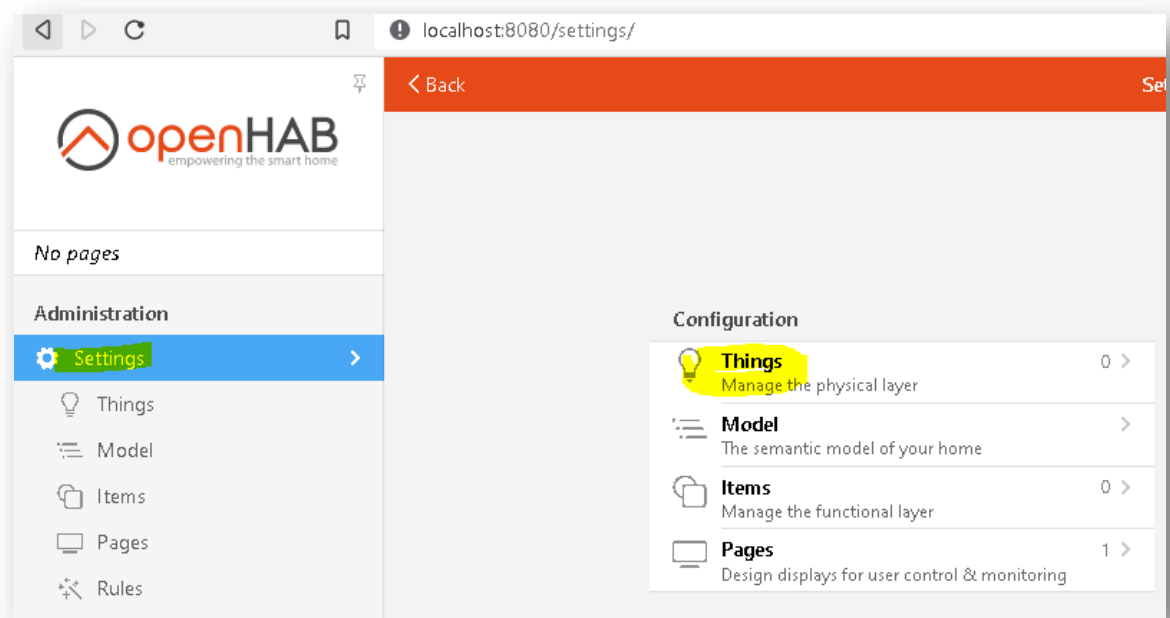 localhost:8080/settings/
Back
Set
openHAB
empowering the smart home
No pages
Administration
Settings
Things
Model
Items
Pages
Rules
Configuration
Things 0
Manage the physical layer
Model
The semantic model of your home
Items 0
Manage the functional layer
Pages 1
Design displays for user control & monitoring